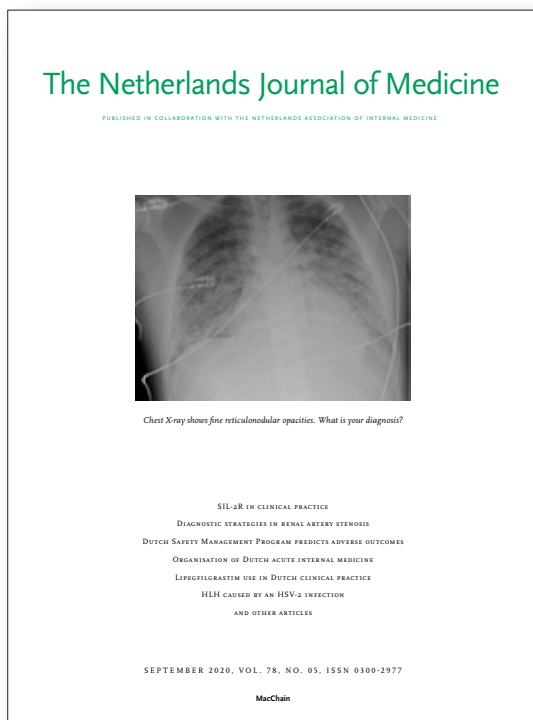 The Netherlands Journal of Medicine
PUBLISHED IN COLLABORATION WITH THE NETHERLANDS ASSOCIATION OF INTERNAL MEDICINE
Chest X-ray shows fine reticulonodular opacities. What is your diagnosis?
SIL-2R IN CLINICAL PRACTICE
DIAGNOSTIC STRATEGIES IN RENAL ARTERY STENOSIS
DUTCH SAFETY MANAGEMENT PROGRAM PREDICTS ADVERSE OUTCOMES
ORGANISATION OF DUTCH ACUTE INTERNAL MEDICINE
LIPEGFILGRASTIM USE IN DUTCH CLINICAL PRACTICE
HLH CAUSED BY AN HSV-2 INFECTION
AND OTHER ARTICLES
SEPTEMBER 2020, VOL. 78, NO. 05, ISSN 0300-2977
MacChain